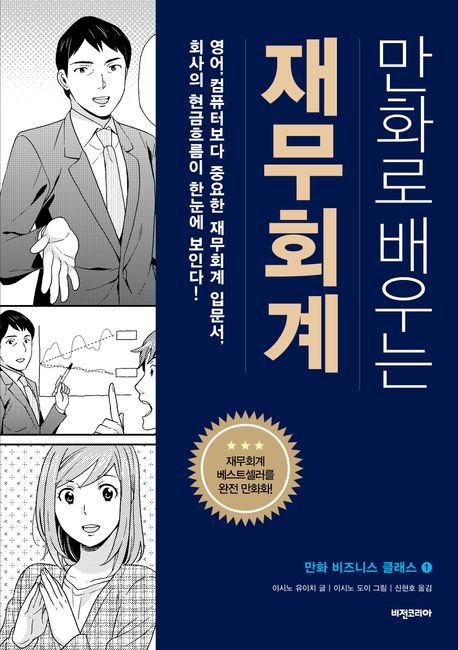 만화로 배우는
재무회계
영어, 컴퓨터보다 중요한 재무회계 입문서,
회사의 현금흐름이 한눈에 보인다!
재무회계
베스트셀러를
완전 만화화!
만화 비즈니스 클래스 1
이시노 유이치 글 | 이시노 도이 그림 | 신현호 옮김
비전코리아